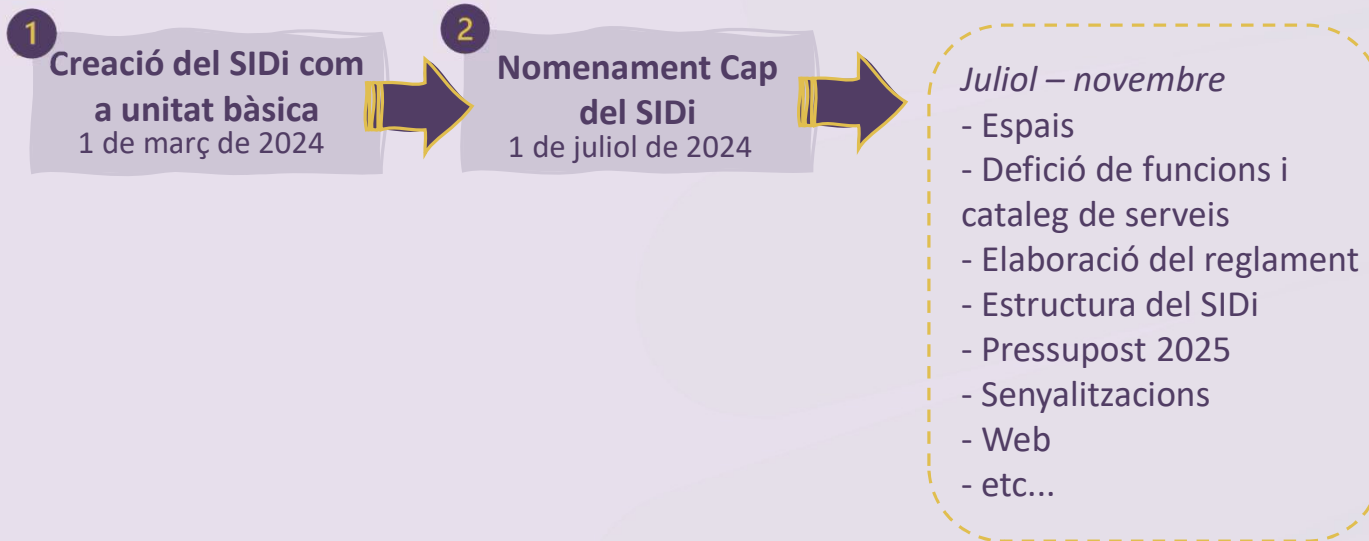 1
Creació del SIDi com
a unitat bàsica
1 de març de 2024
2
Nomenament Cap
del SIDi
1 de juliol de 2024
Juliol – novembre
- Espais
- Defició de funcions i
cataleg de serveis
- Elaboració del reglament
- Estructura del SIDi
- Pressupost 2025
- Senyalitzacions
- Web
- etc...